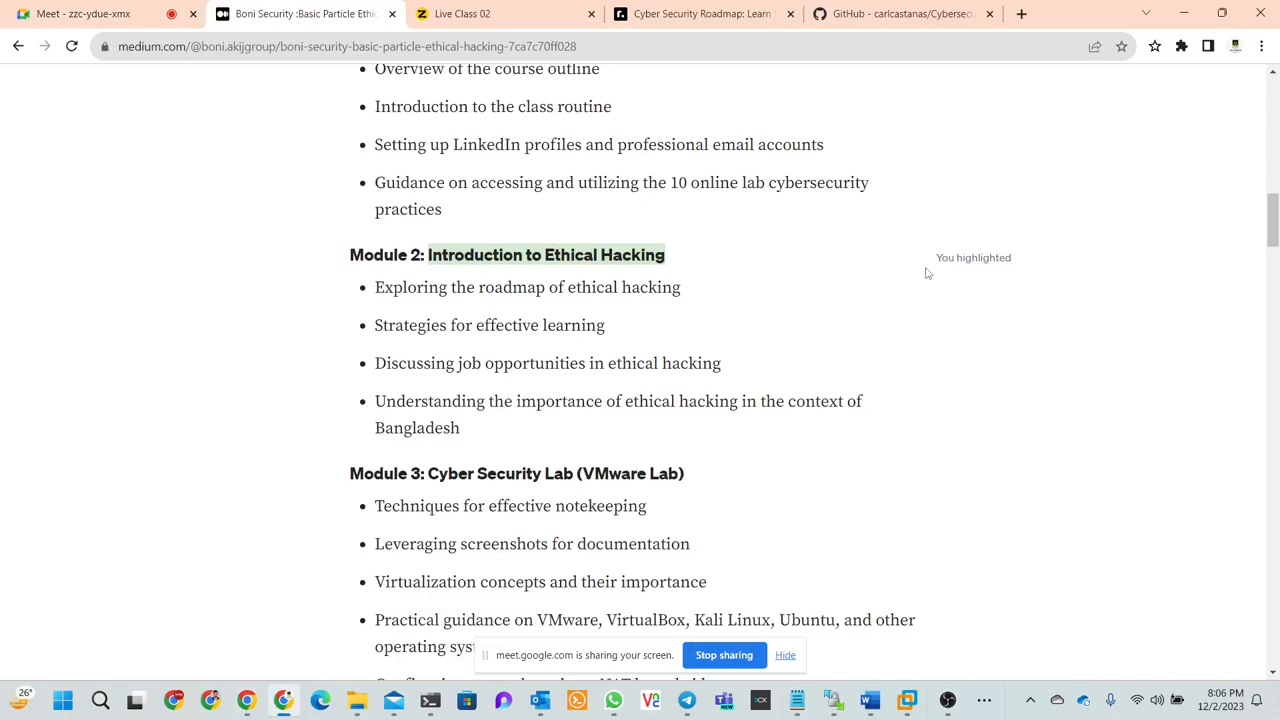 Meet - zzc-ydue-xmx
Boni Security :Basic Particle Ethic
Live Class 02
Cyber Security Roadmap: Learn
GitHub - carlcastanas/Cybersecu
medium.com/@boni.akijgroup/boni-security-basic-particle-ethical-hacking-7ca7c70ff028
Overview of the course outline
Introduction to the class routine
Setting up LinkedIn profiles and professional email accounts
Guidance on accessing and utilizing the 10 online lab cybersecurity
practices
Module 2: Introduction to Ethical Hacking
You highlighted
Exploring the roadmap of ethical hacking
Strategies for effective learning
Discussing job opportunities in ethical hacking
Understanding the importance of ethical hacking in the context of
Bangladesh
Module 3: Cyber Security Lab (VMware Lab)
Techniques for effective notekeeping
Leveraging screenshots for documentation
Virtualization concepts and their importance
Practical guidance on VMware, VirtualBox, Kali Linux, Ubuntu, and other
operating sys
meet.google.com is sharing your screen.
Stop sharing
Hide
26°
8:06 PM
12/2/2023